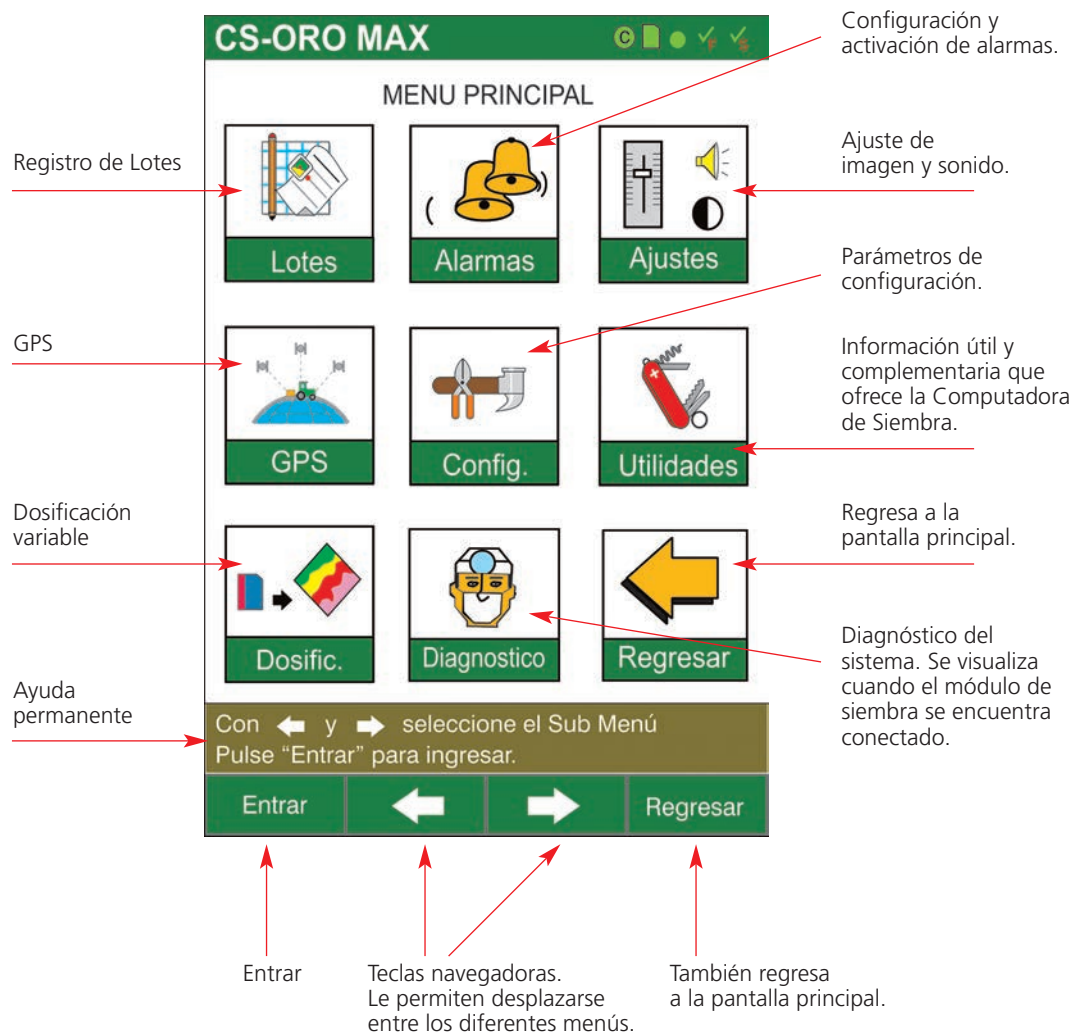 CS-ORO MAX
C
F
S
MENU PRINCIPAL
Configuración y
activación de alarmas.
Registro de Lotes
Ajuste de
imagen y sonido.
Lotes
Alarmas
Ajustes
Parámetros de
configuración.
GPS
Información útil y
complementaria que
ofrece la Computadora
de Siembra.
GPS
Config.
Utilidades
Dosificación
variable
Regresa a la
pantalla principal.
Dosific.
Diagnostico
Regresar
Diagnóstico del
sistema. Se visualiza
cuando el módulo de
siembra se encuentra
conectado.
Ayuda
permanente
Con y seleccione el Sub Menú
Pulse “Entrar” para ingresar.
Entrar
Regresar
Entrar
Teclas navegadoras.
Le permiten desplazarse
entre los diferentes menús.
También regresa
a la pantalla principal.